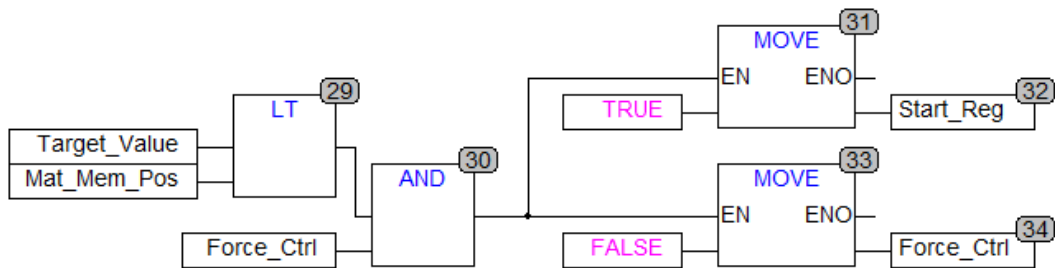 31
MOVE
EN ENO
32
TRUE
Start_Reg
29
LT
Target_Value
Mat_Mem_Pos
30
AND
Force_Ctrl
33
MOVE
EN ENO
34
FALSE
Force_Ctrl